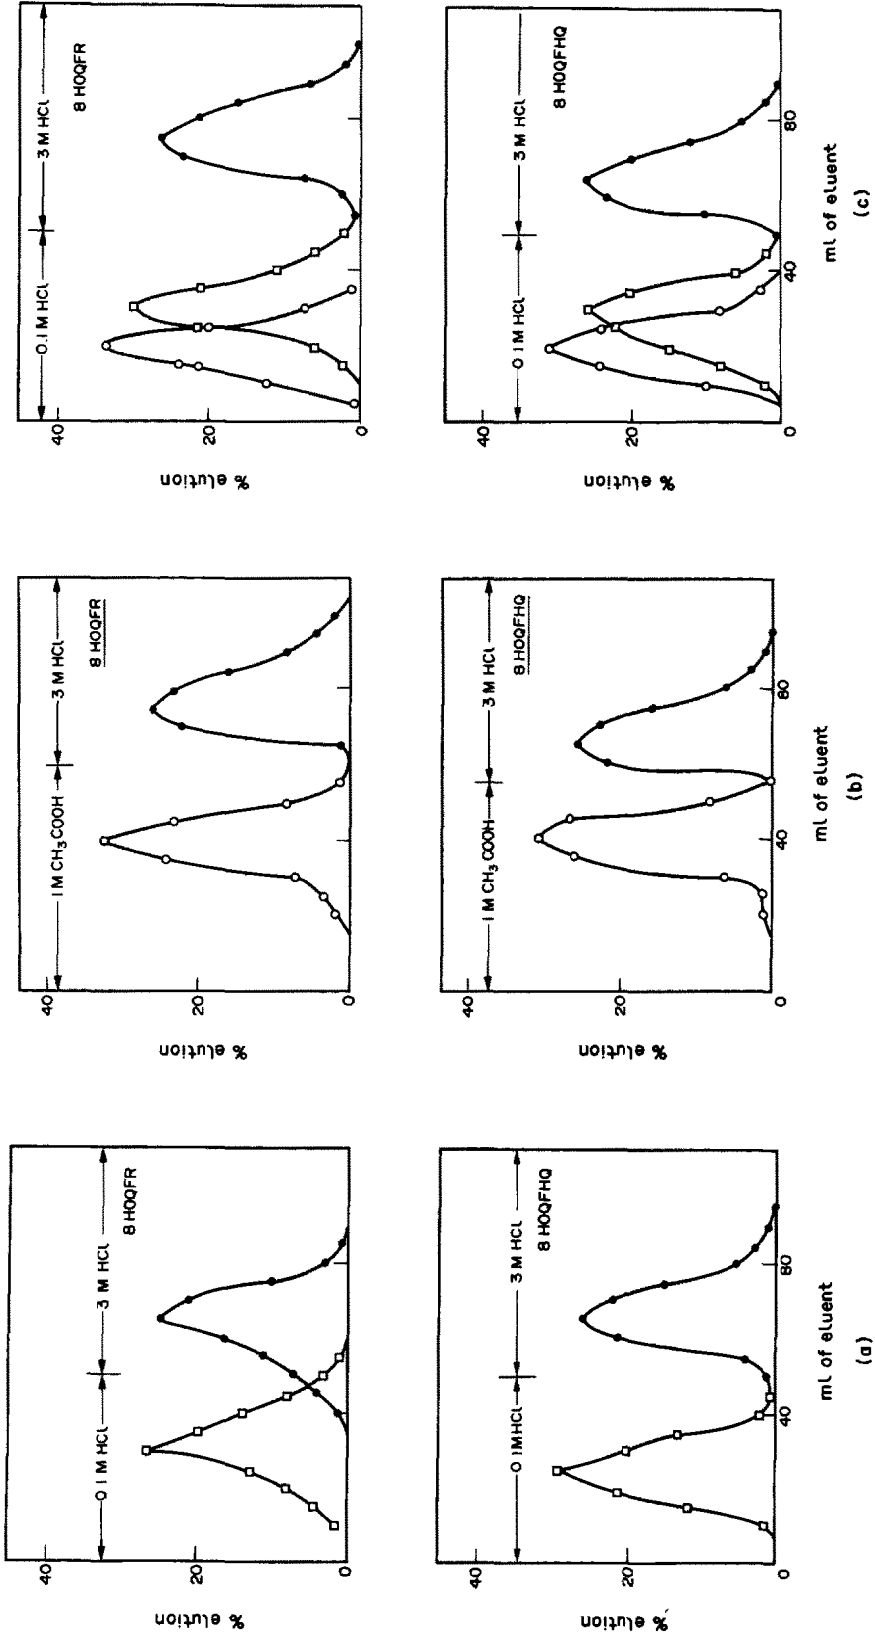 % elution
40
20
0
0.1 M HCl
3 M HCl
8 HOQFR
% elution
40
20
0
0.1 M HCl
3 M HCl
8 HOQFHQ
40
80
ml of eluent
(a)
% elution
40
20
0
1 M CH3COOH
3 M HCl
8 HOQFR
% elution
40
20
0
1 M CH3 COOH
3 M HCl
8 HOQFHQ
40
80
ml of eluent
(b)
% elution
40
20
0
0.1 M HCl
3 M HCl
8 HOQFR
% elution
40
20
0
0.1 M HCl
3 M HCl
8 HOQFHQ
40
80
ml of eluent
(c)